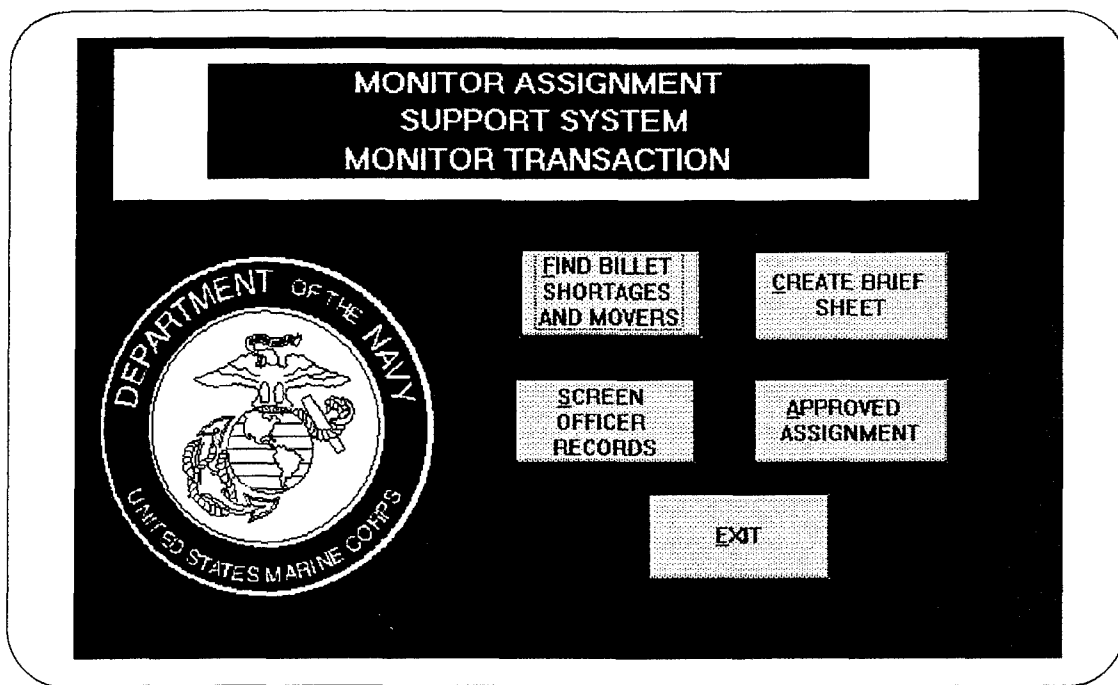 MONITOR ASSIGNMENT
SUPPORT SYSTEM
MONITOR TRANSACTION
DEPARTMENT OF THE NAVY
UNITED STATES MARINE CORPS
FIND BILLET
SHORTAGES
AND MOVERS
CREATE BRIEF
SHEET
SCREEN
OFFICER
RECORDS
APPROVED
ASSIGNMENT
EXIT